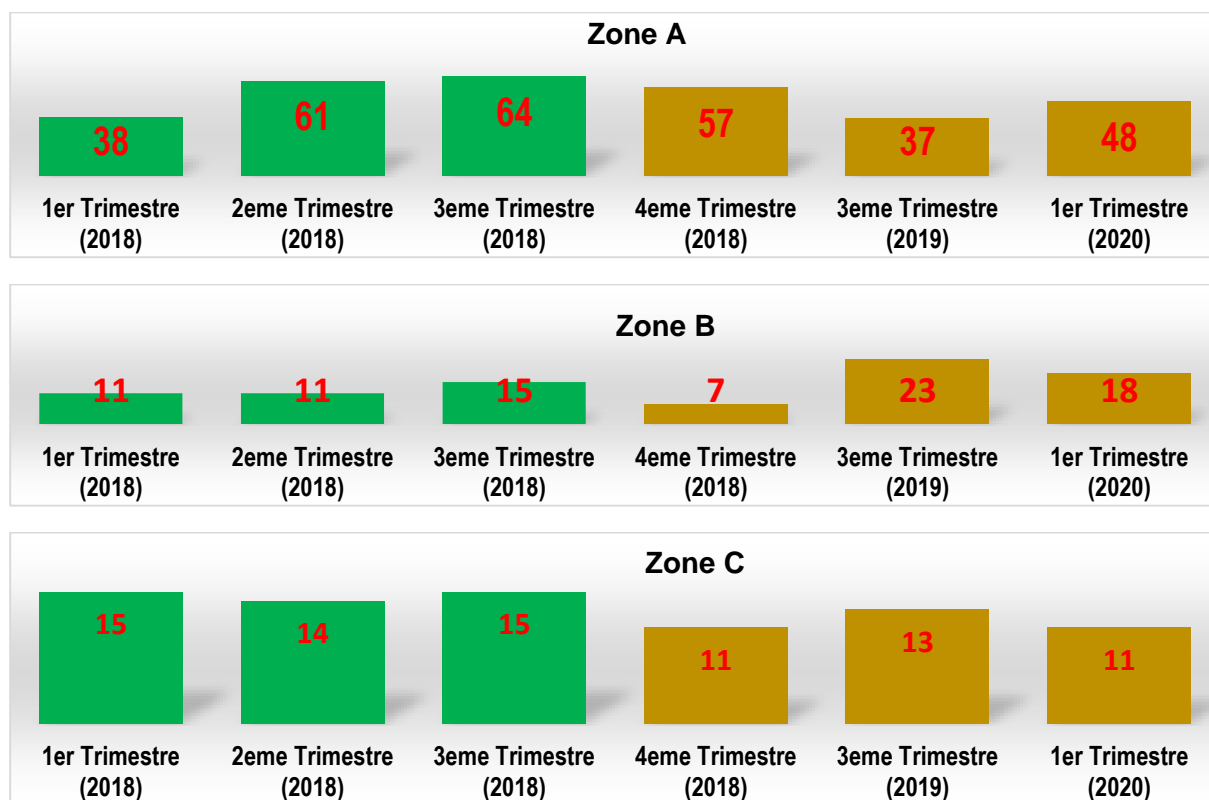 Zone A
38 61 64 57 37 48
1er Trimestre 2eme Trimestre 3eme Trimestre 4eme Trimestre 3eme Trimestre 1er Trimestre
(2018) (2018) (2018) (2018) (2019) (2020)
Zone B
11 11 15 7 23 18
1er Trimestre 2eme Trimestre 3eme Trimestre 4eme Trimestre 3eme Trimestre 1er Trimestre
(2018) (2018) (2018) (2018) (2019) (2020)
Zone C
15 14 15 11 13 11
1er Trimestre 2eme Trimestre 3eme Trimestre 4eme Trimestre 3eme Trimestre 1er Trimestre
(2018) (2018) (2018) (2018) (2019) (2020)